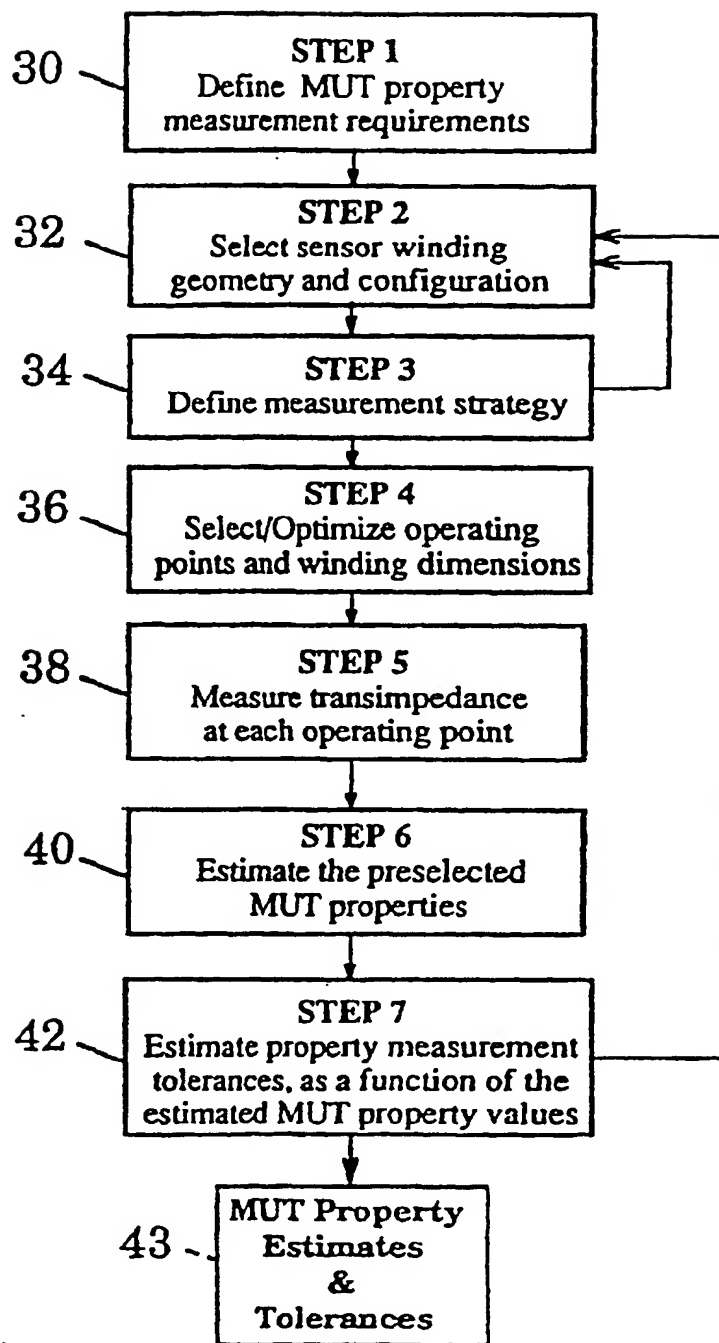 30
STEP 1
Define MUT property
measurement requirements
32
STEP 2
Select sensor winding
geometry and configuration
34
STEP 3
Define measurement strategy
36
STEP 4
Select/Optimize operating
points and winding dimensions
38
STEP 5
Measure transimpedance
at each operating point
40
STEP 6
Estimate the preselected
MUT properties
42
STEP 7
Estimate property measurement
tolerances, as a function of the
estimated MUT property values
43
MUT Property
Estimates
&
Tolerances